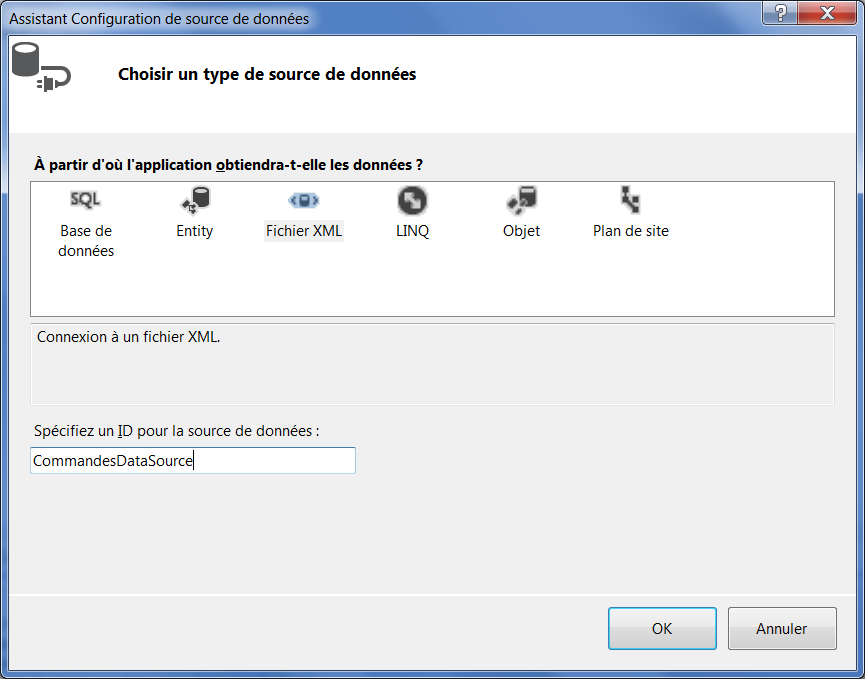 Assistant Configuration de source de données
?
X
Choisir un type de source de données
À partir d'où l'application obtiendra-t-elle les données ?
SQL
Base de
données
Entity
Fichier XML
LINQ
Objet
Plan de site
Connexion à un fichier XML.
Spécifiez un ID pour la source de données :
CommandesDataSource
OK
Annuler